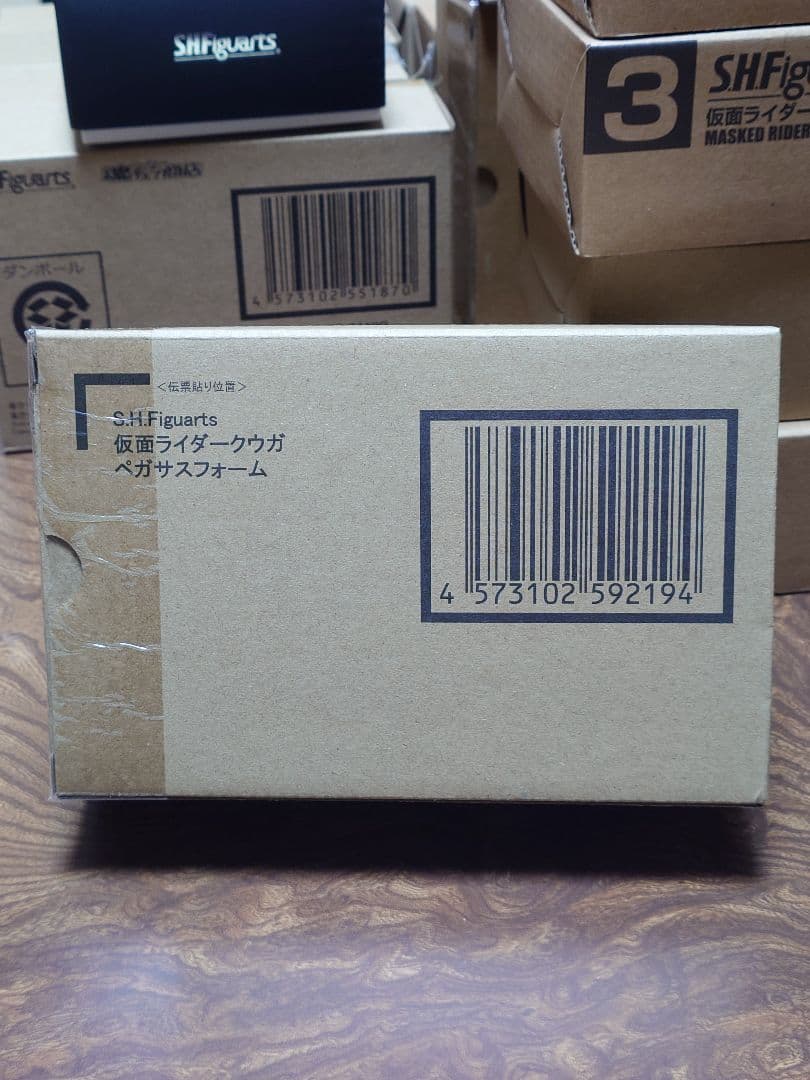 S.H.Figuarts
3
S.H.Fig
仮面ライダー
MASKED RIDER
Figuarts
ダンボール
4 573102 551870
<伝票貼り位置>
S.H.Figuarts
仮面ライダークウガ
ペガサスフォーム
4 573102 592194